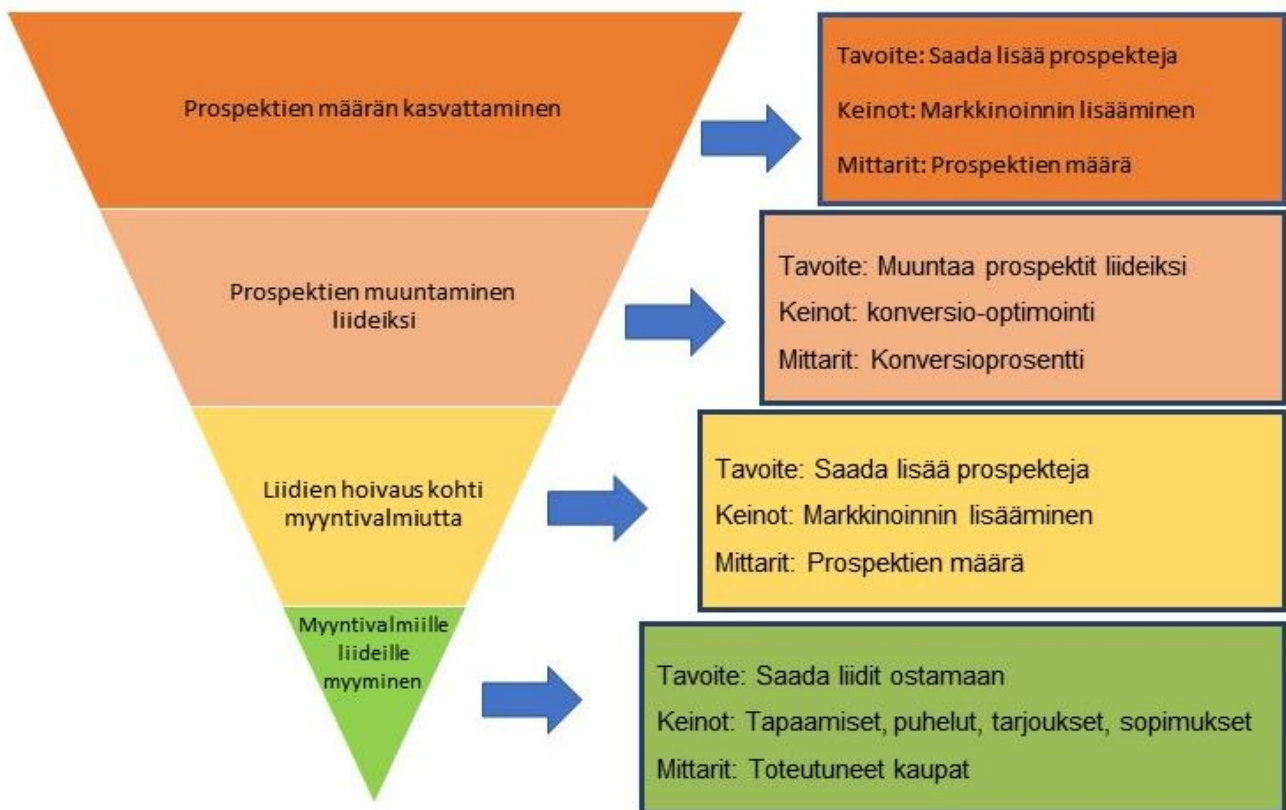 Prospektien määrän kasvattaminen
Tavoite: Saada lisää prospekteja
Keinot: Markkinoinnin lisääminen
Mittarit: Prospektien määrä
Prospektien muuntaminen
liideiksi
Tavoite: Muuntaa prospektit liideiksi
Keinot: konversio-optimointi
Mittarit: Konversioprosentti
Liidien hoivaus kohti
myyntivalmiutta
Tavoite: Saada lisää prospekteja
Keinot: Markkinoinnin lisääminen
Mittarit: Prospektien määrä
Myyntivalmiille
liideille
myyminen
Tavoite: Saada liidit ostamaan
Keinot: Tapaamiset, puhelut, tarjoukset, sopimukset
Mittarit: Toteutuneet kaupat